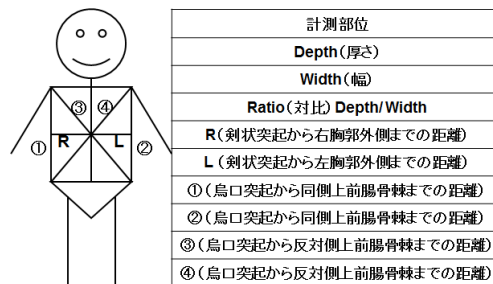 ③ ④
R L
① ②
計測部位
Depth(厚さ)
Width(幅)
Ratio(対比) Depth/Width
R(剣状突起から右胸郭外側までの距離)
L(剣状突起から左胸郭外側までの距離)
①(烏口突起から同側上前腸骨棘までの距離)
②(烏口突起から同側上前腸骨棘までの距離)
③(烏口突起から反対側上前腸骨棘までの距離)
④(烏口突起から反対側上前腸骨棘までの距離)